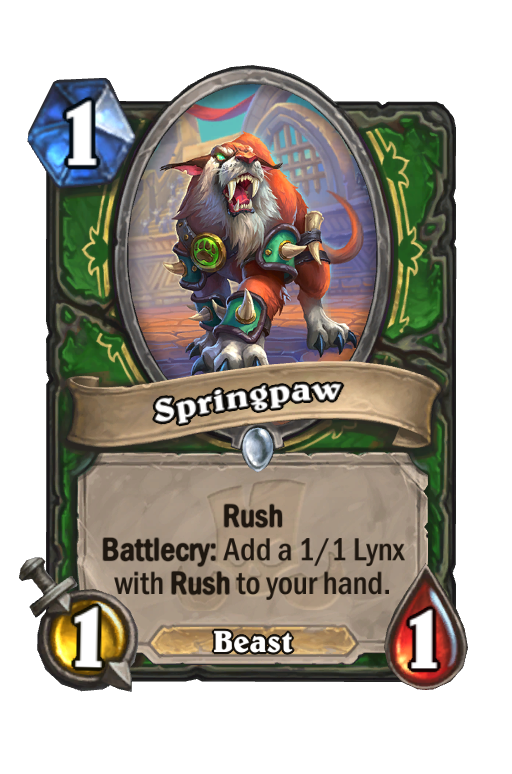 1
Springpaw
Rush
Battlecry: Add a 1/1 Lynx
with Rush to your hand.
1 Beast 1